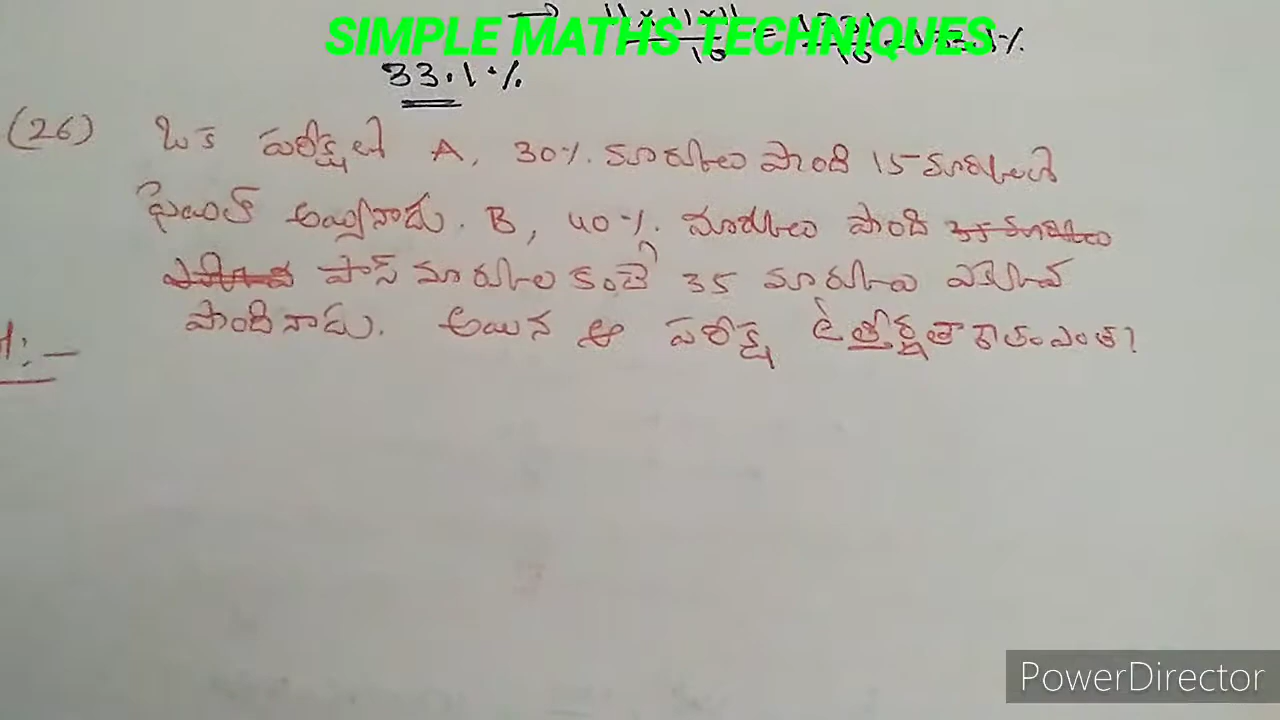 SIMPLE MATHS TECHNIQUES
33.1%
(26) ఒక పరీక్షలో A, 30% మార్కులు పొంది 15 మార్కులతో
ఫెయిల్ అయ్యినాడు. B, 40% మార్కులు పొంది 35 మార్కులు
పాస్ మార్కుల కంటే 35 మార్కులు ఎక్కువ
పొందినాడు. అయిన ఆ పరీక్ష ఉత్తీర్ణతా శాతం ఎంత?
PowerDirector